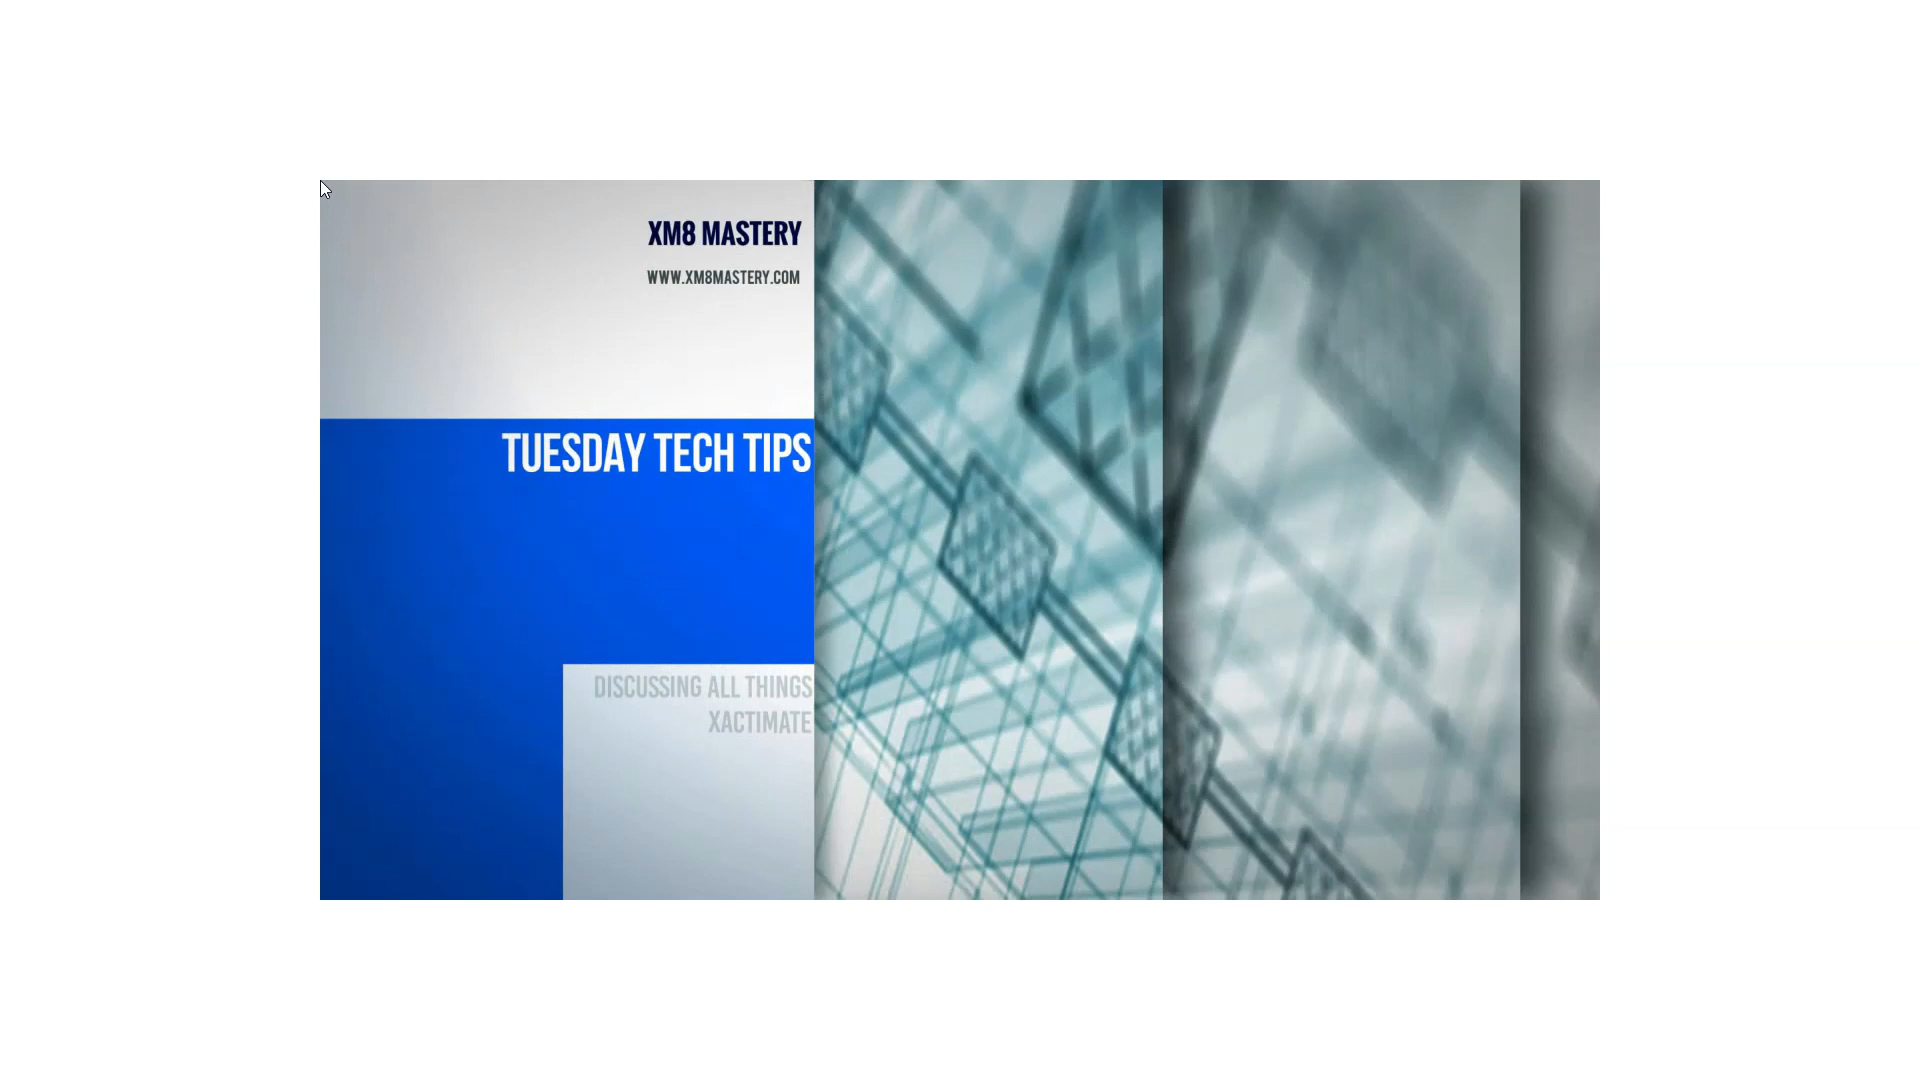 XM8 MASTERY
WWW.XM8MASTERY.COM
TUESDAY TECH TIPS
DISCUSSING ALL THINGS
XACTIMATE